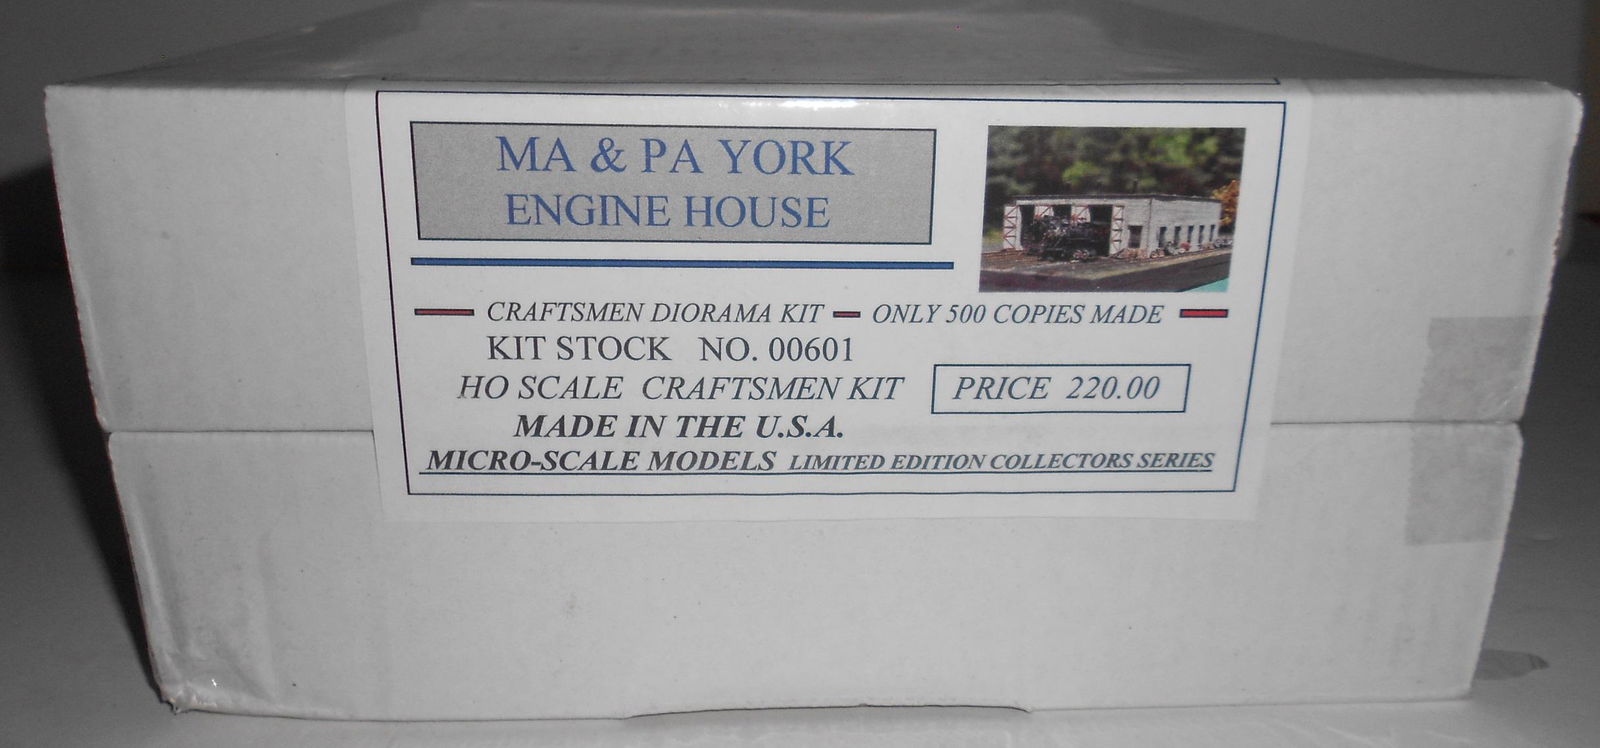 MA & PA YORK
ENGINE HOUSE
CRAFTSMEN DIORAMA KIT — ONLY 500 COPIES MADE
KIT STOCK NO. 00601
HO SCALE CRAFTSMEN KIT
PRICE 220.00
MADE IN THE U.S.A.
MICRO-SCALE MODELS LIMITED EDITION COLLECTORS SERIES